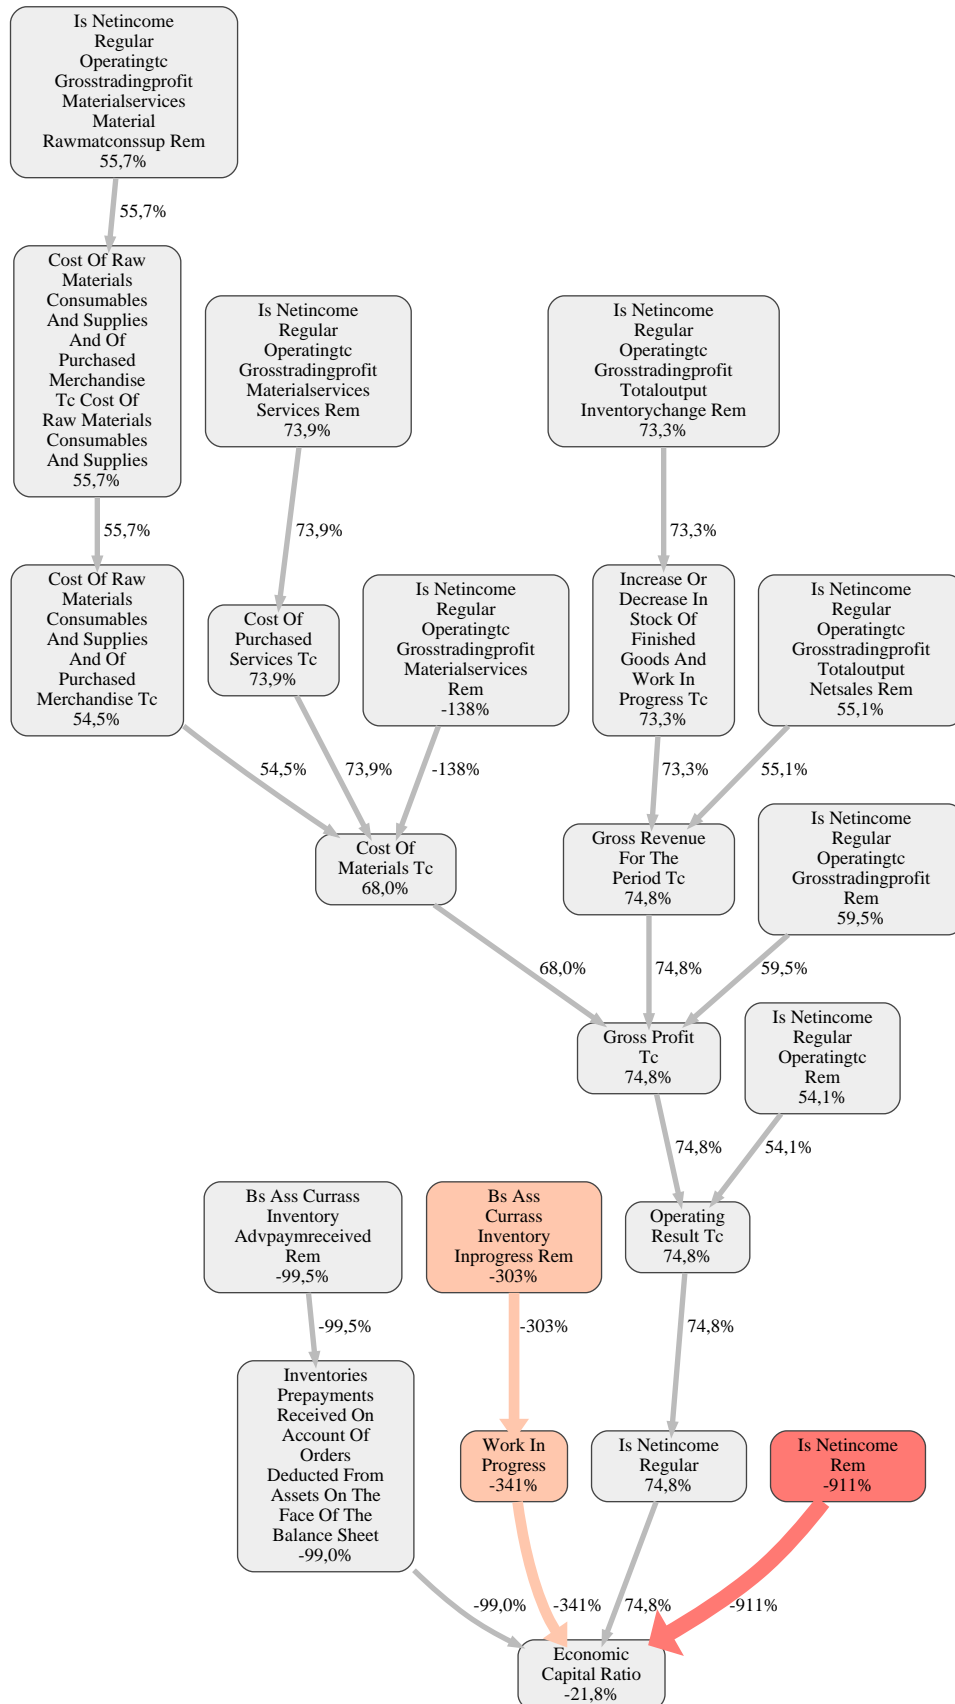 Is Netincome
Regular
Operatingtc
Grosstradingprofit
Materialservices
Material
Rawmatconssup Rem
55,7%
55,7%
Cost Of Raw
Materials
Consumables
And Supplies
And Of
Purchased
Merchandise
Tc Cost Of
Raw Materials
Consumables
And Supplies
55,7%
Is Netincome
Regular
Operatingtc
Grosstradingprofit
Materialservices
Services Rem
73,9%
Is Netincome
Regular
Operatingtc
Grosstradingprofit
Totaloutput
Inventorychange Rem
73,3%
55,7%
73,9%
73,3%
Cost Of Raw
Materials
Consumables
And Supplies
And Of
Purchased
Merchandise Tc
54,5%
Cost Of
Purchased
Services Tc
73,9%
Is Netincome
Regular
Operatingtc
Grosstradingprofit
Materialservices
Rem
-138%
Increase Or
Decrease In
Stock Of
Finished
Goods And
Work In
Progress Tc
73,3%
Is Netincome
Regular
Operatingtc
Grosstradingprofit
Totaloutput
Netsales Rem
55,1%
54,5%
73,9%
-138%
73,3%
55,1%
Cost Of
Materials Tc
68,0%
Gross Revenue
For The
Period Tc
74,8%
Is Netincome
Regular
Operatingtc
Grosstradingprofit
Rem
59,5%
68,0%
74,8%
59,5%
Gross Profit
Tc
74,8%
Is Netincome
Regular
Operatingtc
Rem
54,1%
74,8%
54,1%
Bs Ass Currass
Inventory
Advpaymreceived
Rem
-99,5%
Bs Ass
Currass
Inventory
Inprogress Rem
-303%
Operating
Result Tc
74,8%
-99,5%
-303%
74,8%
Inventories
Prepayments
Received On
Account Of
Orders
Deducted From
Assets On The
Face Of The
Balance Sheet
-99,0%
Work In
Progress
-341%
Is Netincome
Regular
74,8%
Is Netincome
Rem
-911%
-99,0%
-341%
74,8%
-911%
Economic
Capital Ratio
-21,8%